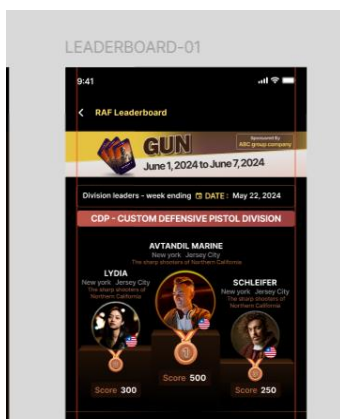 LEADERBOARD-01
9:41
RAF Leaderboard
GUN
Sponsored By
ABC group company
June 1, 2024 to June 7, 2024
Division leaders - week ending DATE : May 22, 2024
CDP - CUSTOM DEFENSIVE PISTOL DIVISION
AVTANDIL MARINE
New york Jersey City
The sharp shooters of Northern California
LYDIA
New york Jersey City
The sharp shooters of
Northern California
SCHLEIFER
New york Jersey City
The sharp shooters of
Northern California
1
Score 500
Score 300
Score 250